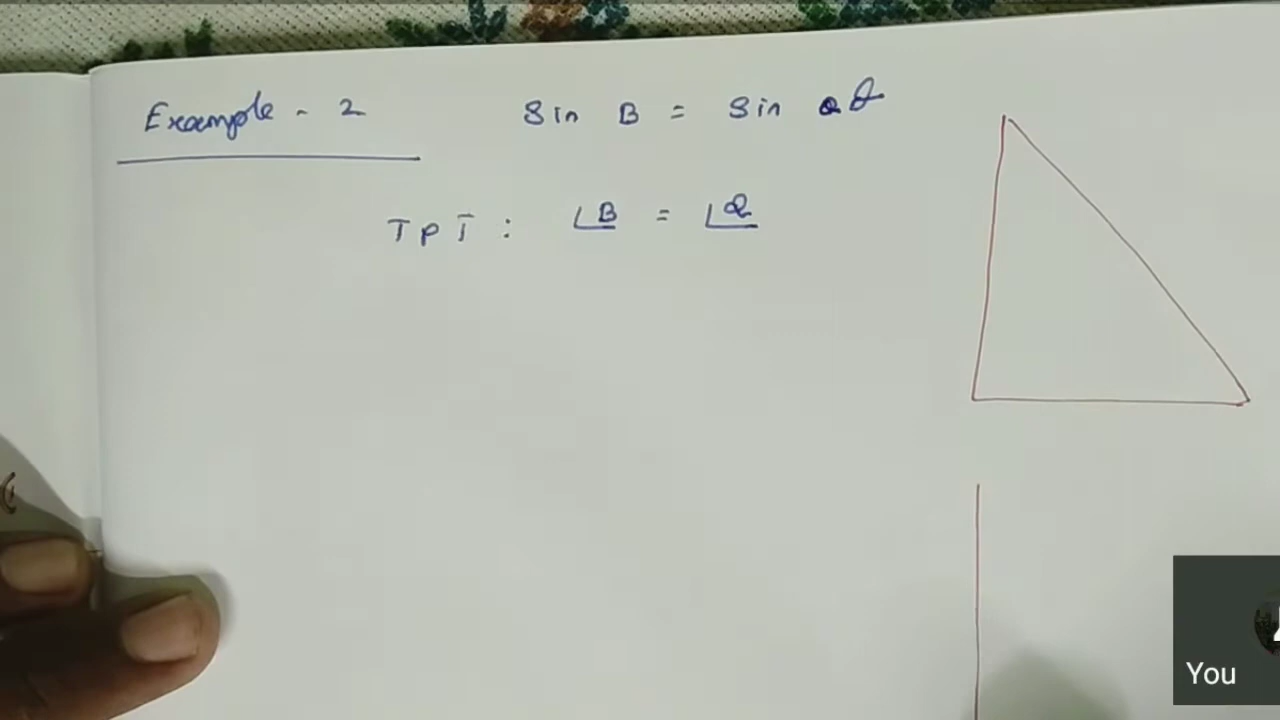 Example - 2
Sin B = Sin Q
TPT : ∠B = ∠Q
You